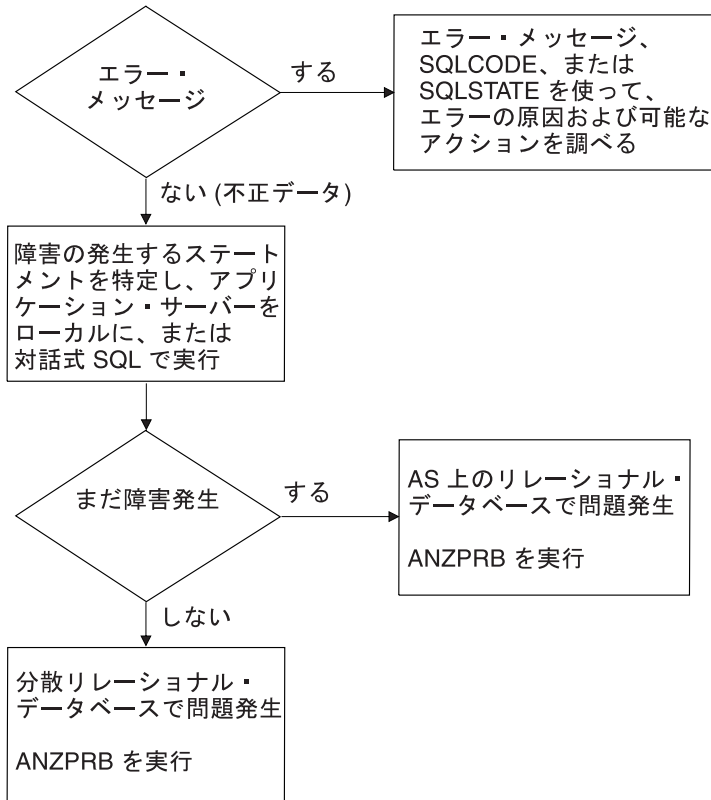 エラー・
メッセージ
する
エラー・メッセージ、
SQLCODE、または
SQLSTATE を使って、
エラーの原因および可能な
アクションを調べる
ない (不正データ)
障害の発生するステート
メントを特定し、アプリ
ケーション・サーバーを
ローカルに、または
対話式 SQL で実行
まだ障害発生
する
AS 上のリレーショナル・
データベースで問題発生
ANZPRB を実行
しない
分散リレーショナル・
データベースで問題発生
ANZPRB を実行